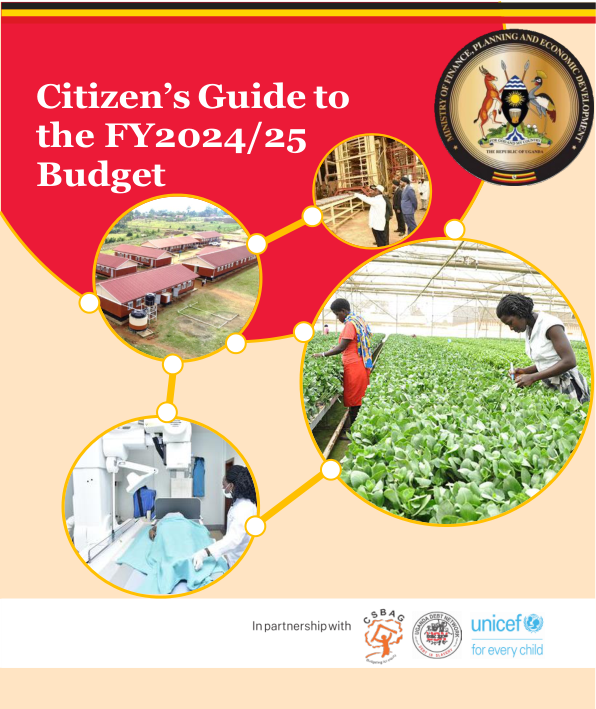 Citizen's Guide to
the FY2024/25
Budget
MINISTRY OF FINANCE, PLANNING AND ECONOMIC DEVELOPMENT
FOR GOD AND MY COUNTRY
THE REPUBLIC OF UGANDA
In partnership with
CSBAG
UGANDA DEBT NETWORK
unicef
for every child